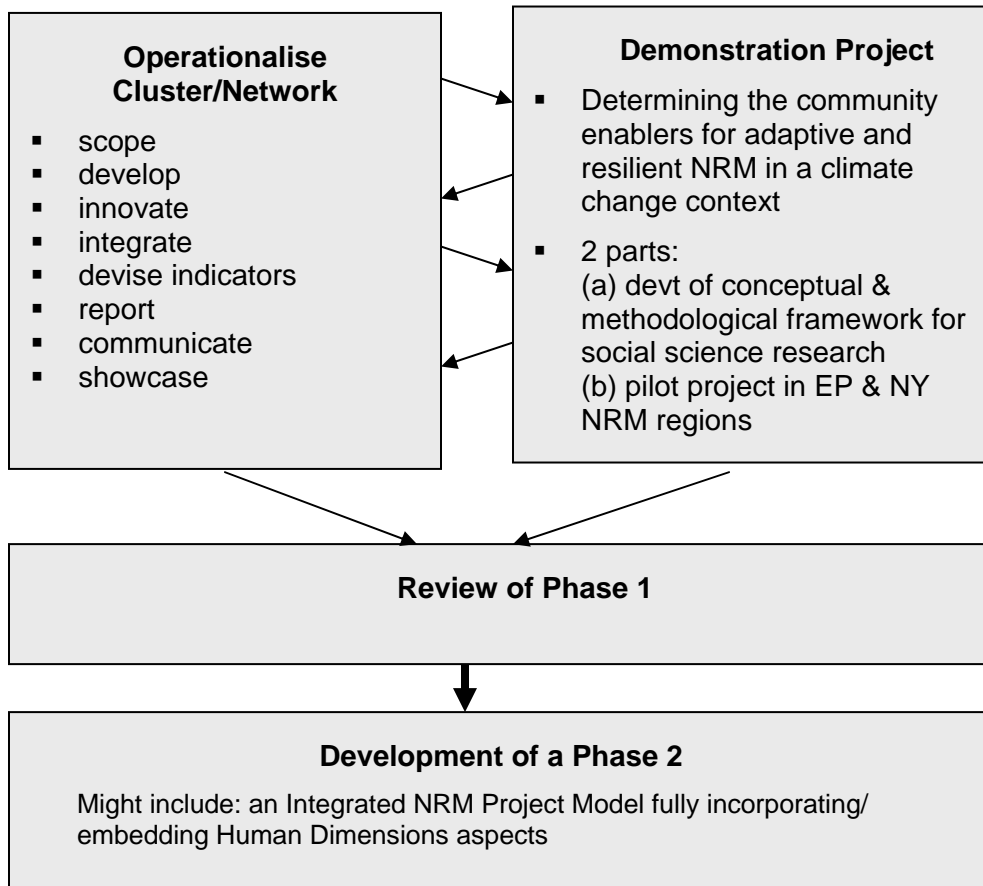 Operationalise
Cluster/Network
▪ scope
▪ develop
▪ innovate
▪ integrate
▪ devise indicators
▪ report
▪ communicate
▪ showcase
Demonstration Project
▪ Determining the community
enablers for adaptive and
resilient NRM in a climate
change context
▪ 2 parts:
(a) devt of conceptual &
methodological framework for
social science research
(b) pilot project in EP & NY
NRM regions
Review of Phase 1
Development of a Phase 2
Might include: an Integrated NRM Project Model fully incorporating/
embedding Human Dimensions aspects